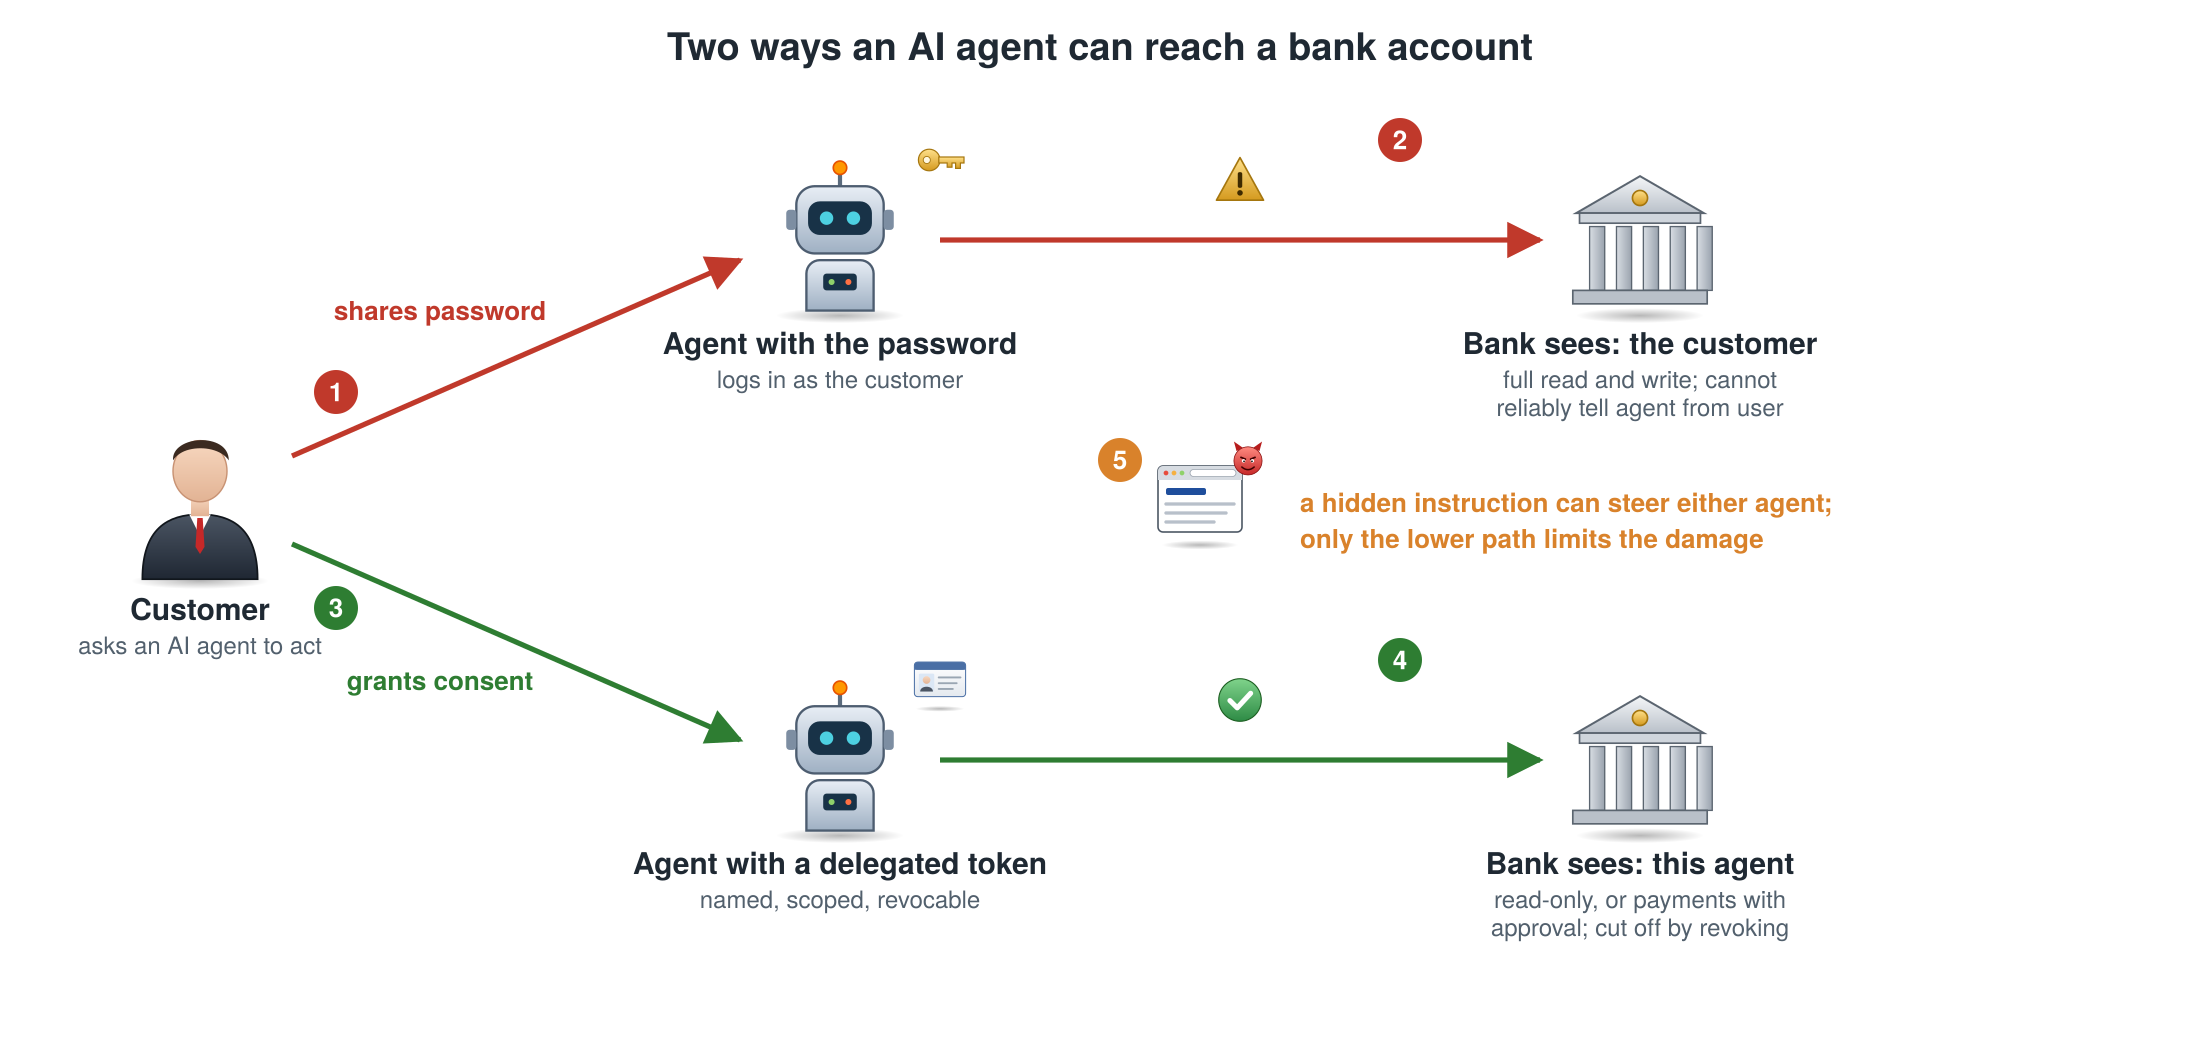 Two ways an AI agent can reach a bank account
2
shares password
Agent with the password
logs in as the customer
Bank sees: the customer
full read and write; cannot
reliably tell agent from user
1
5
a hidden instruction can steer either agent;
only the lower path limits the damage
Customer
asks an AI agent to act
3
grants consent
4
Agent with a delegated token
named, scoped, revocable
Bank sees: this agent
read-only, or payments with
approval; cut off by revoking